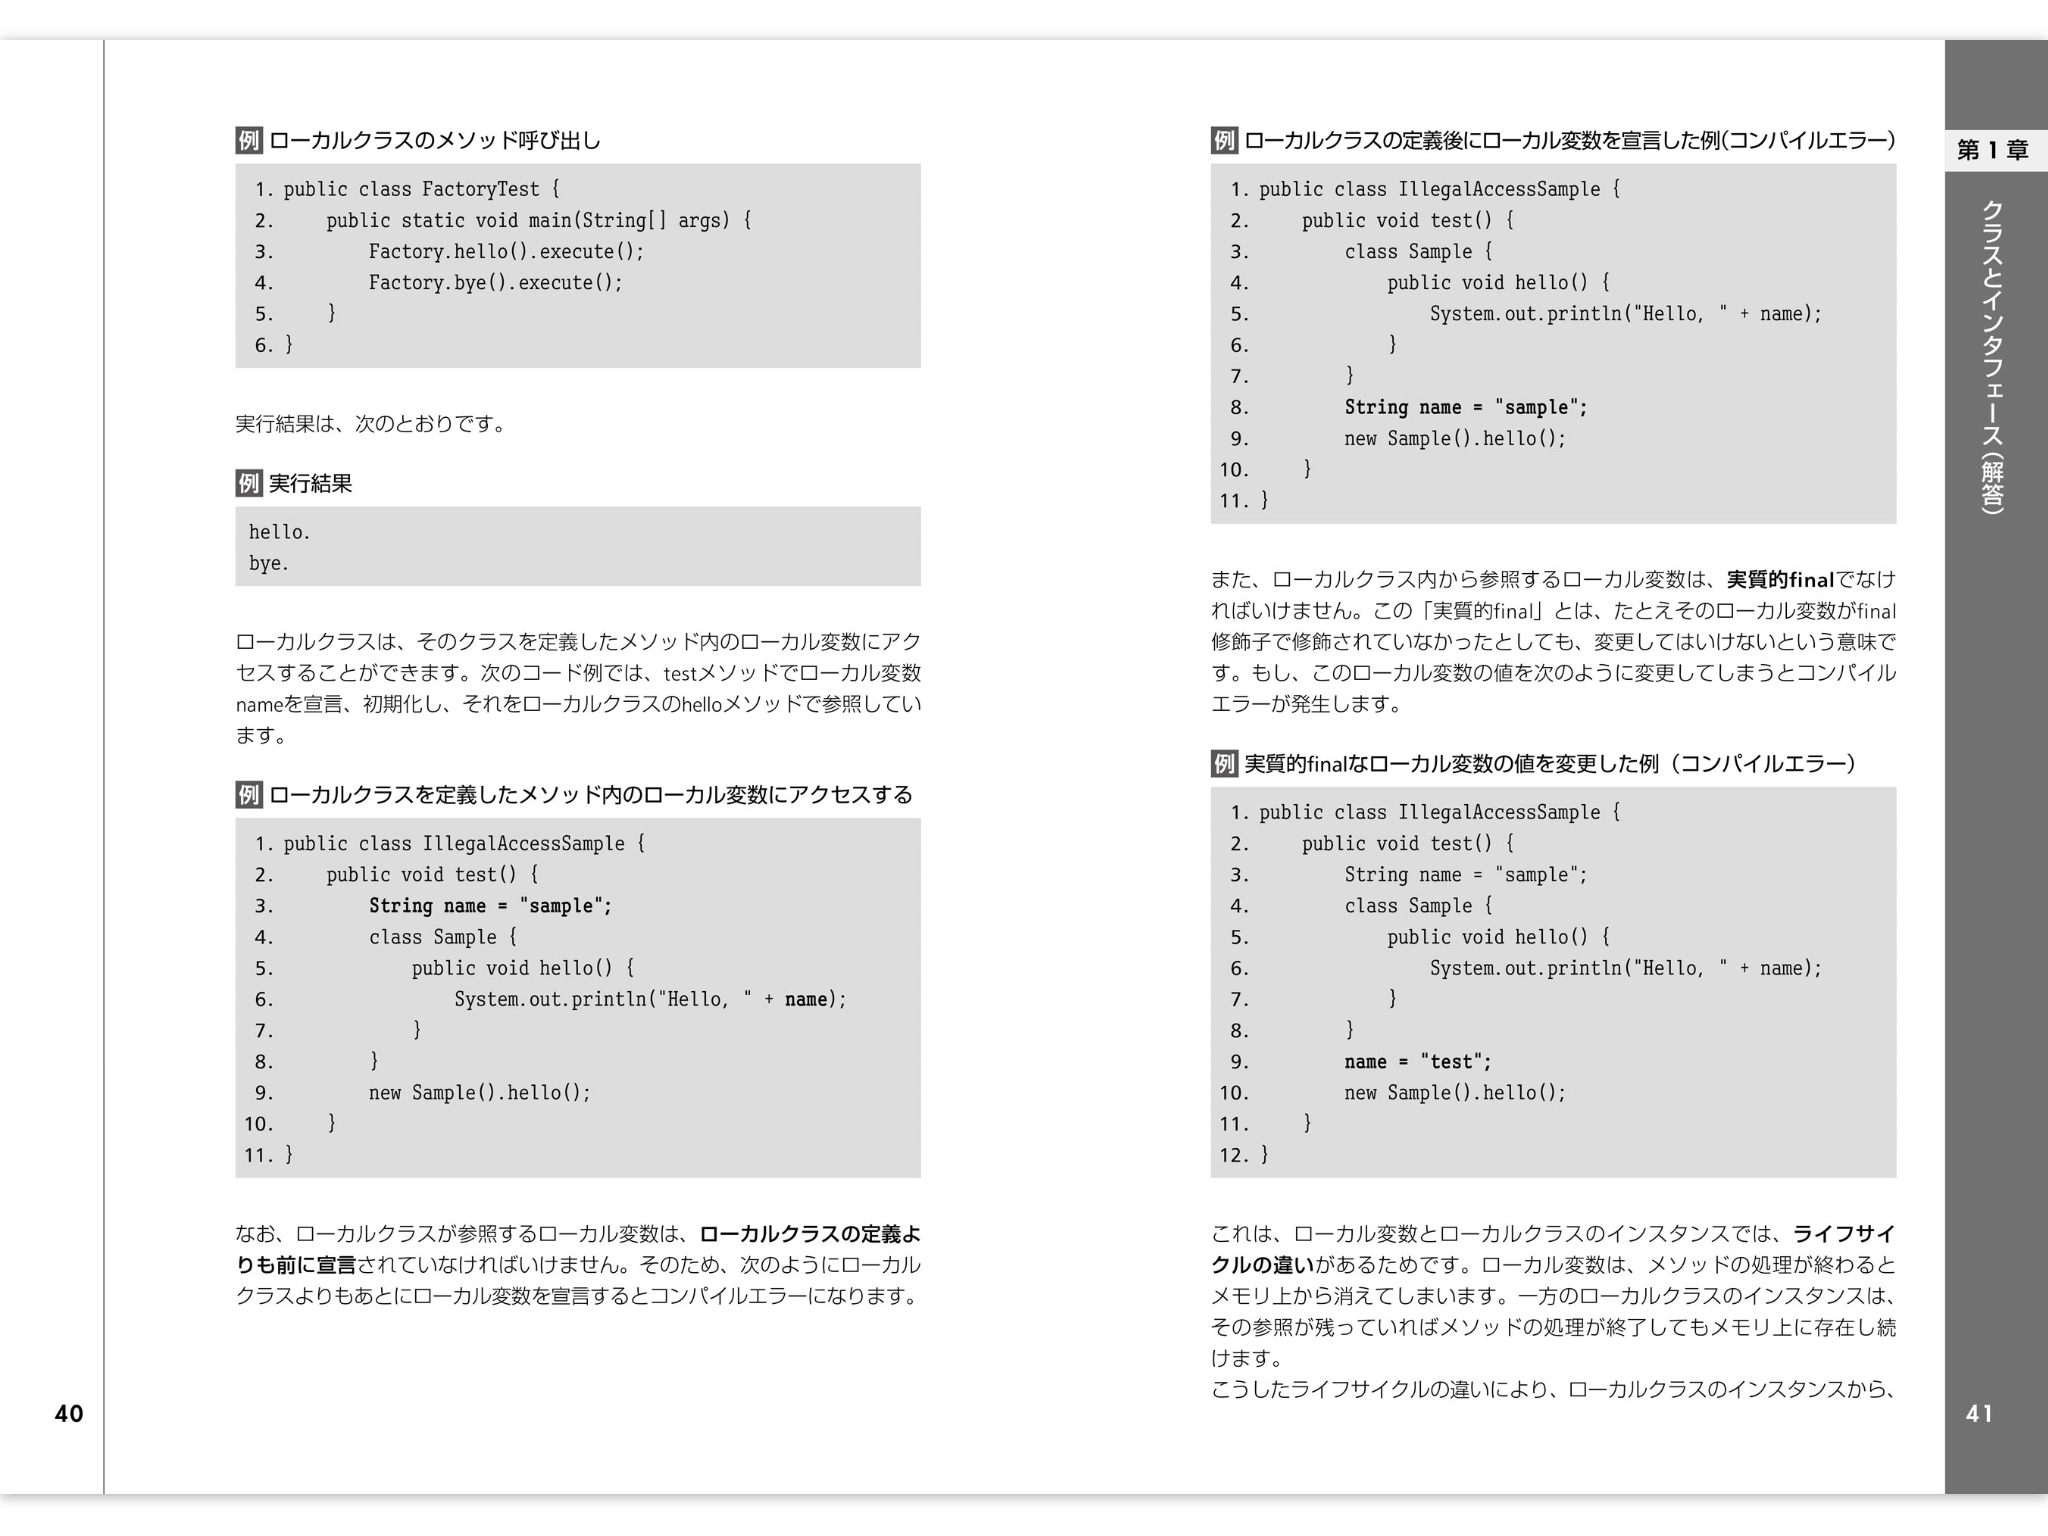 例 ローカルクラスのメソッド呼び出し
1. public class FactoryTest {
2.     public static void main(String[] args) {
3.         Factory.hello().execute();
4.         Factory.bye().execute();
5.     }
6. }
実行結果は、次のとおりです。
例 実行結果
hello.
bye.
ローカルクラスは、そのクラスを定義したメソッド内のローカル変数にアク
セスすることができます。次のコード例では、testメソッドでローカル変数
nameを宣言、初期化し、それをローカルクラスのhelloメソッドで参照してい
ます。
例 ローカルクラスを定義したメソッド内のローカル変数にアクセスする
1. public class IllegalAccessSample {
2.     public void test() {
3.         String name = "sample";
4.         class Sample {
5.             public void hello() {
6.                 System.out.println("Hello, " + name);
7.             }
8.         }
9.         new Sample().hello();
10.     }
11. }
なお、ローカルクラスが参照するローカル変数は、ローカルクラスの定義よ
りも前に宣言されていなければいけません。そのため、次のようにローカル
クラスよりもあとにローカル変数を宣言するとコンパイルエラーになります。
40
例 ローカルクラスの定義後にローカル変数を宣言した例(コンパイルエラー)
1. public class IllegalAccessSample {
2.     public void test() {
3.         class Sample {
4.             public void hello() {
5.                 System.out.println("Hello, " + name);
6.             }
7.         }
8.         String name = "sample";
9.         new Sample().hello();
10.     }
11. }
また、ローカルクラス内から参照するローカル変数は、実質的finalでなけ
ればいけません。この「実質的final」とは、たとえそのローカル変数がfinal
修飾子で修飾されていなかったとしても、変更してはいけないという意味で
す。もし、このローカル変数の値を次のように変更してしまうとコンパイル
エラーが発生します。
例 実質的finalなローカル変数の値を変更した例（コンパイルエラー）
1. public class IllegalAccessSample {
2.     public void test() {
3.         String name = "sample";
4.         class Sample {
5.             public void hello() {
6.                 System.out.println("Hello, " + name);
7.             }
8.         }
9.         name = "test";
10.         new Sample().hello();
11.     }
12. }
これは、ローカル変数とローカルクラスのインスタンスでは、ライフサイ
クルの違いがあるためです。ローカル変数は、メソッドの処理が終わると
メモリ上から消えてしまいます。一方のローカルクラスのインスタンスは、
その参照が残っていればメソッドの処理が終了してもメモリ上に存在し続
けます。
こうしたライフサイクルの違いにより、ローカルクラスのインスタンスから、
第1章
クラスとインタフェース（解答）
41